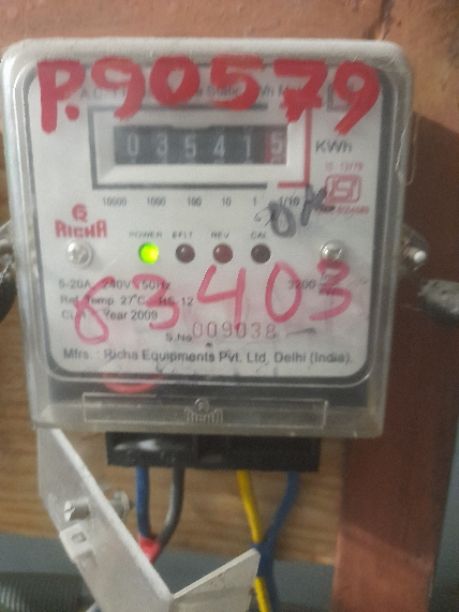 P.90579
035415
KWh
10000 1000 100 10 1 1/10
OK
RICHA
POWER E FLT REV CAL
5-20A, 240V, 50Hz
3200
Ref. Temp. 27°C
Year 2009
83403
S.No. 009038
Mfrs. : Richa Equipments Pvt. Ltd, Delhi (India).